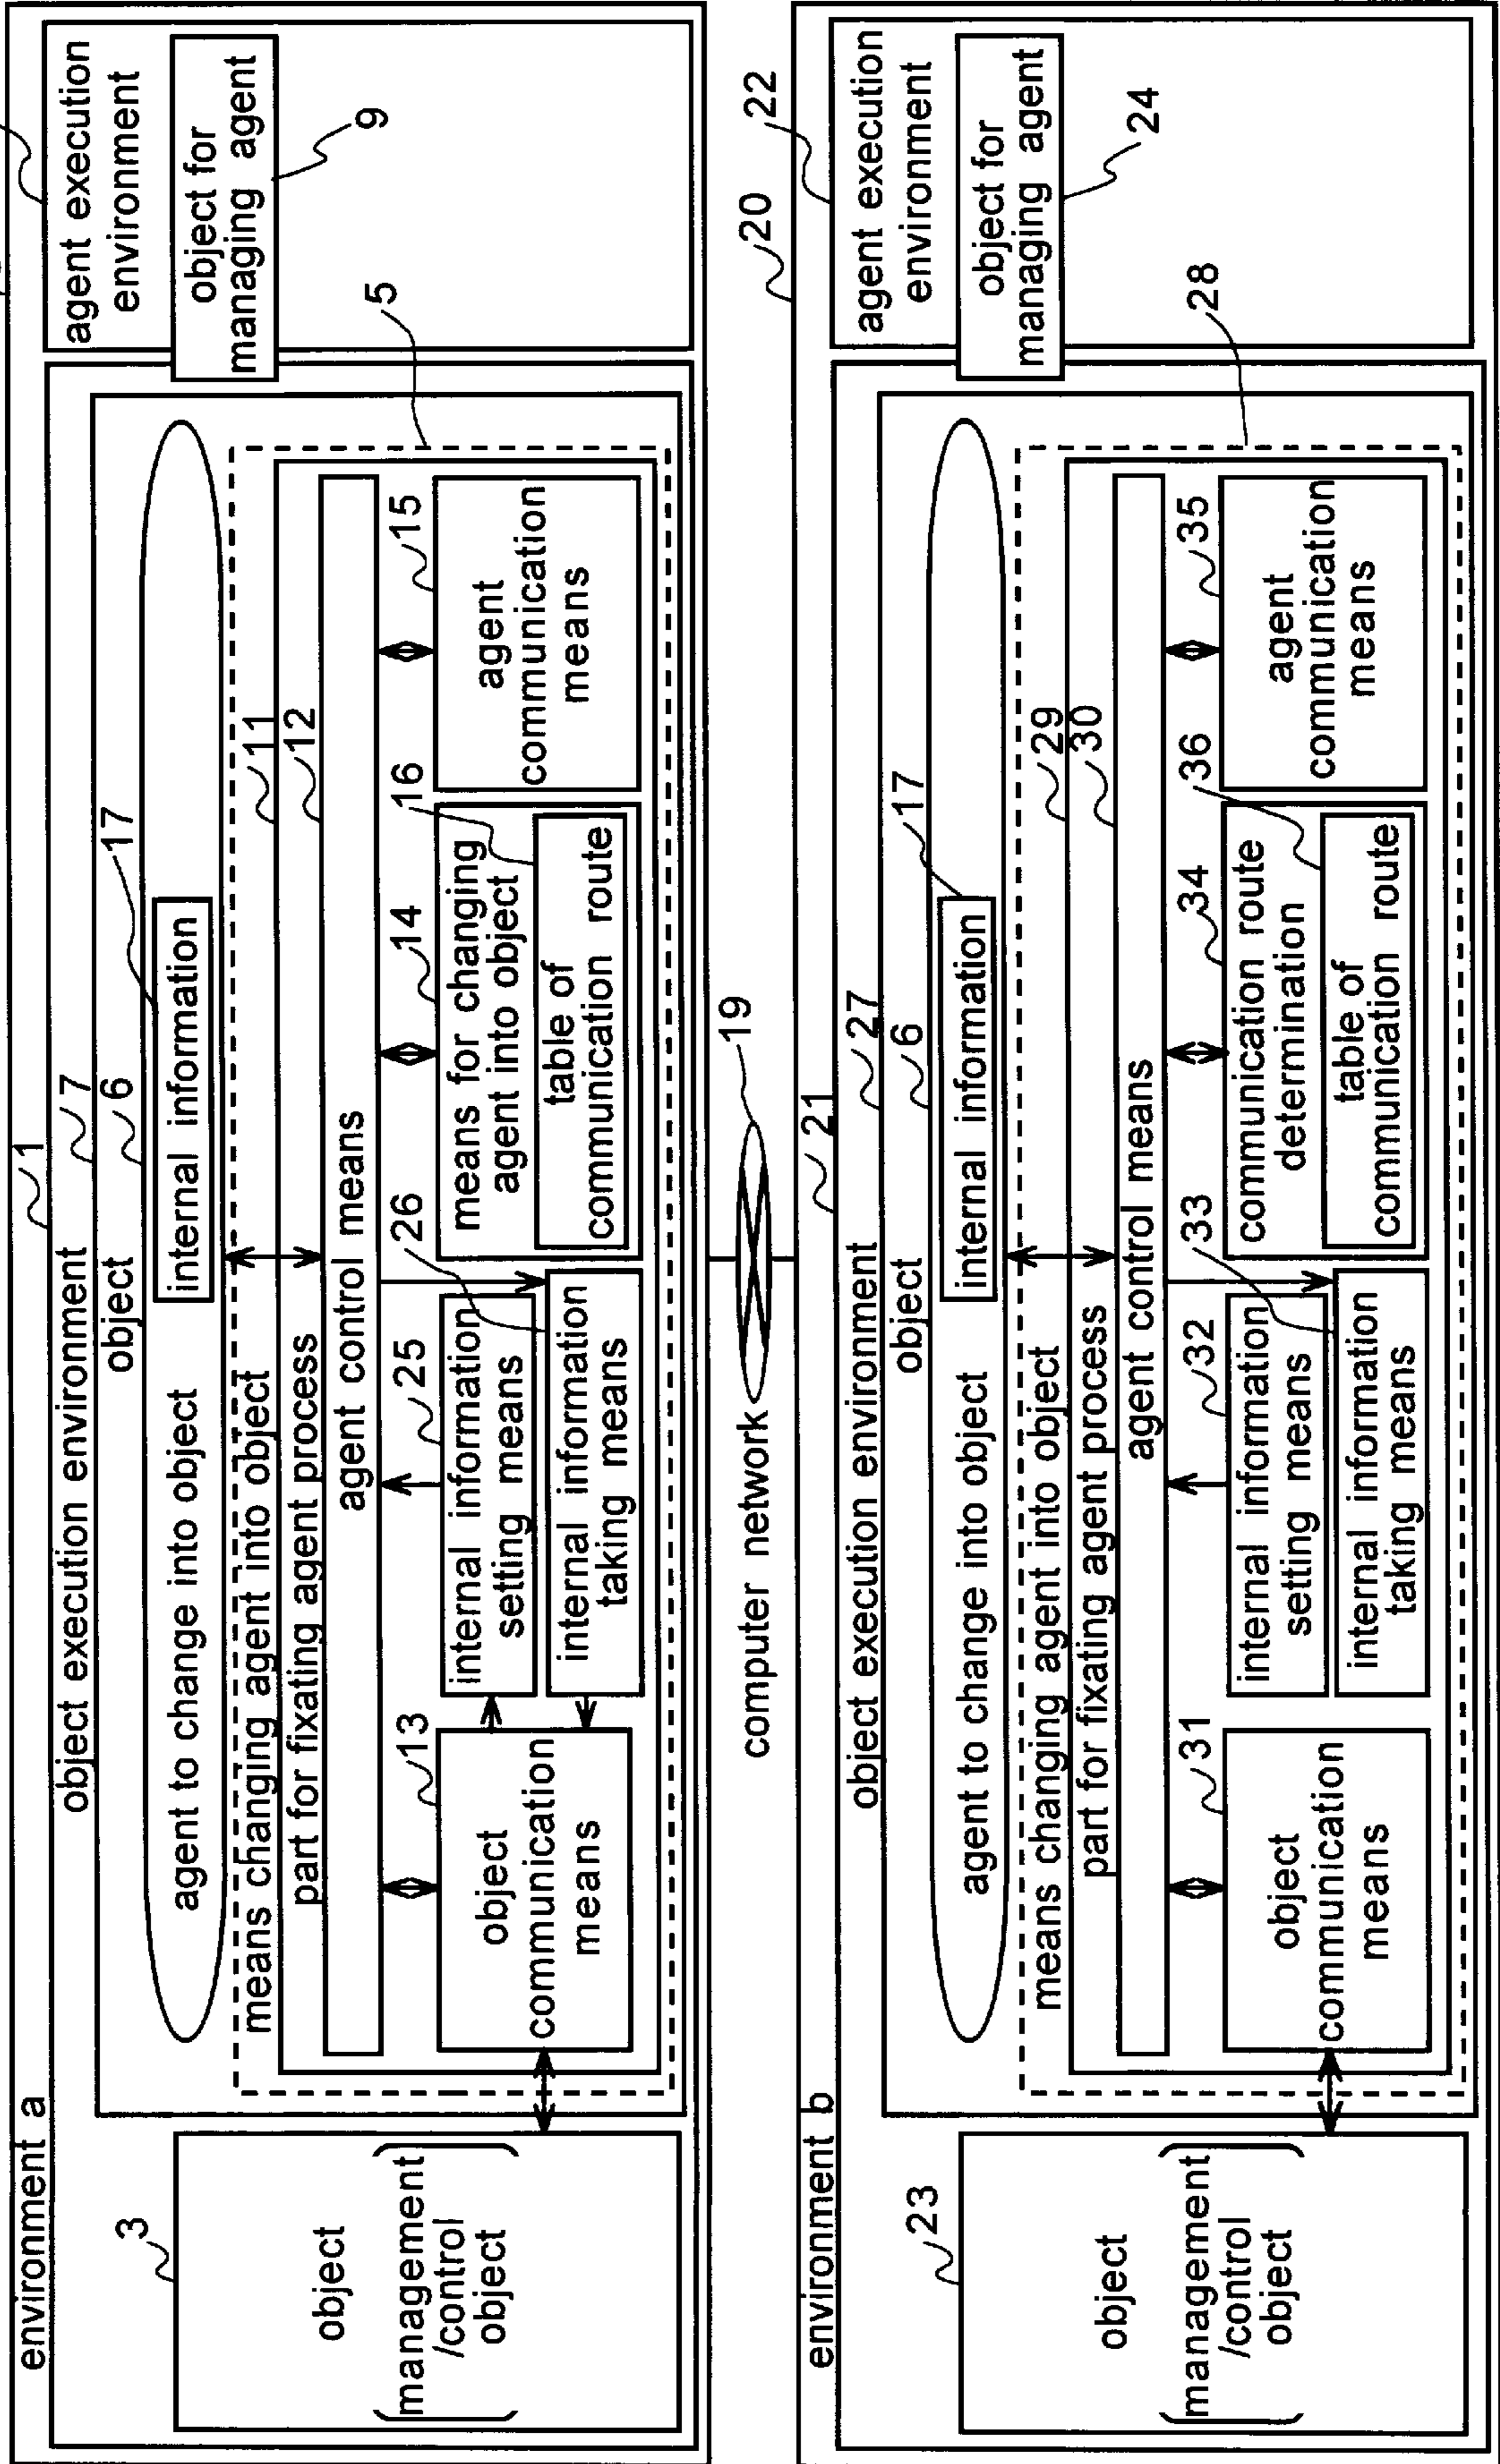 environment a
1
object execution environment
7
object
6
agent to change into object
internal information
17
means changing agent into object
11
part for fixating agent process
12
agent control means
3
object
(management
/control
object)
13
object
communication
means
25
internal information
setting means
26
internal information
taking means
14
means for changing
agent into object
16
table of
communication route
15
agent
communication
means
5
agent execution
environment
object for
managing agent
9
computer network
19
20
environment b
21
object execution environment
27
object
6
agent to change into object
internal information
17
means changing agent into object
29
part for fixating agent process
30
agent control means
23
object
(management
/control
object)
31
object
communication
means
32
internal information
setting means
33
internal information
taking means
34
communication route
determination
36
table of
communication route
35
agent
communication
means
28
22
agent execution
environment
object for
managing agent
24